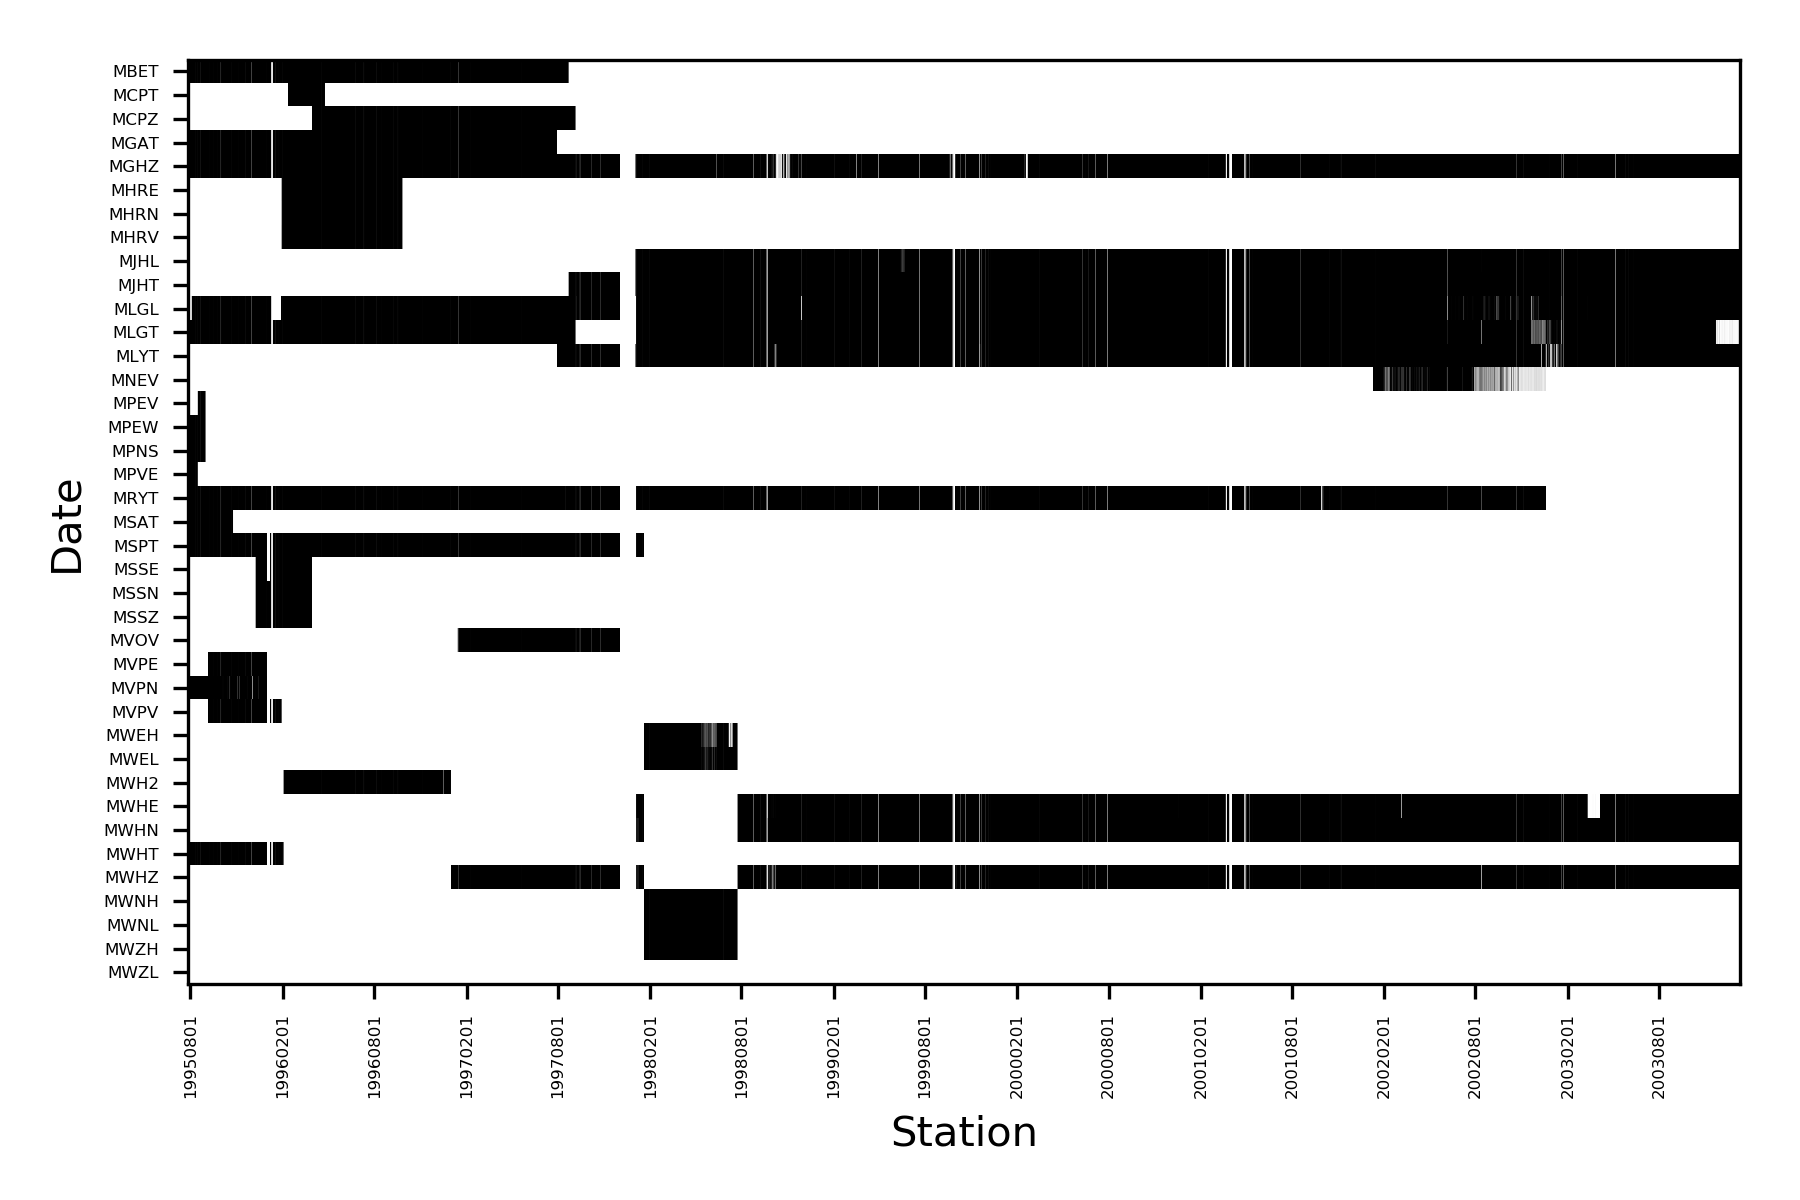 MBET
MCPT
MCPZ
MGAT
MGHZ
MHRE
MHRN
MHRV
MJHL
MJHT
MLGL
MLGT
MLYT
MNEV
MPEV
MPEW
MPNS
MPVE
MRYT
MSAT
MSPT
MSSE
MSSN
MSSZ
MVOV
MVPE
MVPN
MVPV
MWEH
MWEL
MWH2
MWHE
MWHN
MWHT
MWHZ
MWNH
MWNL
MWZH
MWZL
Date
19950801
19960201
19960801
19970201
19970801
19980201
19980801
19990201
19990801
20000201
20000801
20010201
20010801
20020201
20020801
20030201
20030801
Station